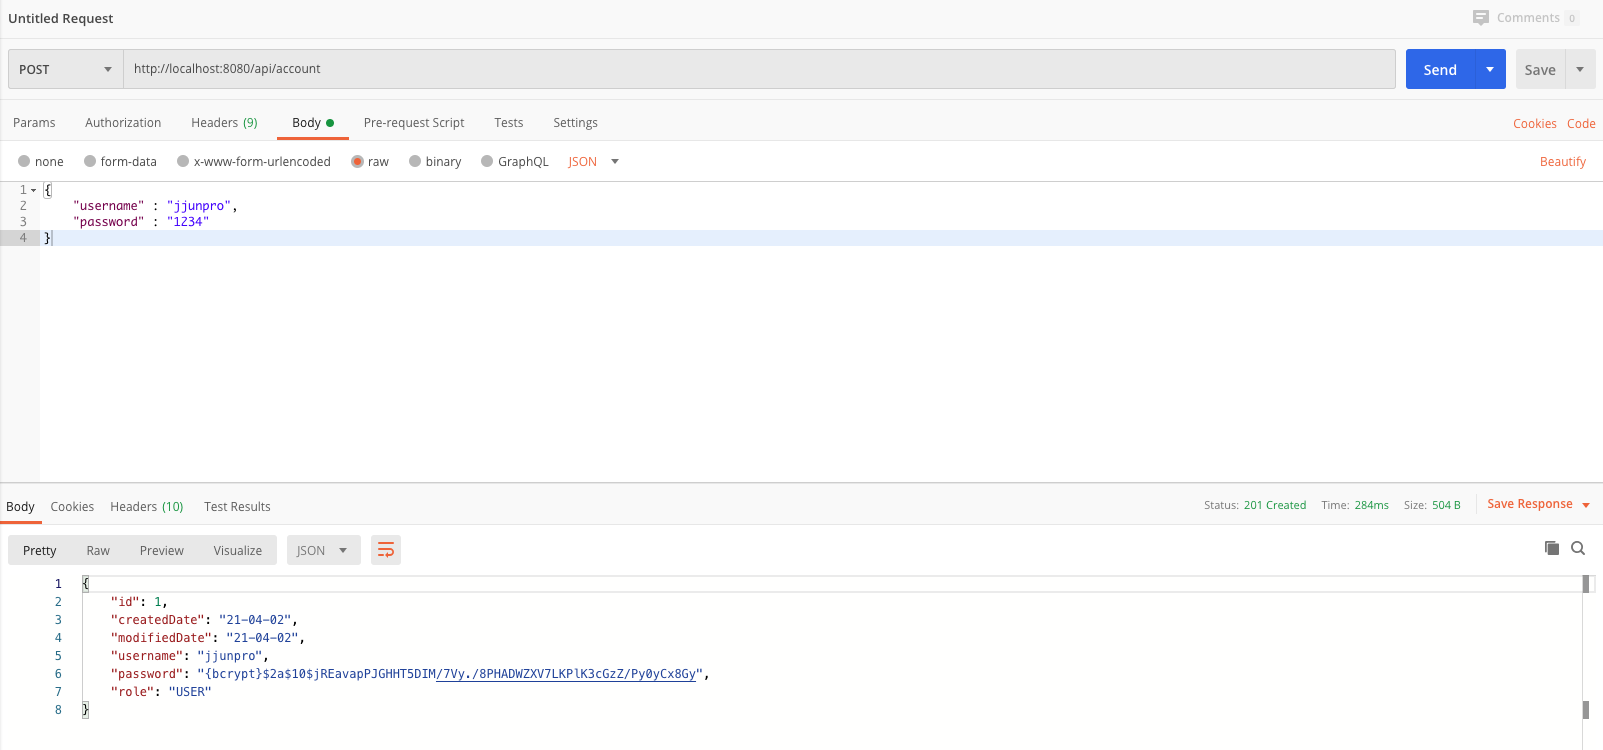 Untitled Request
Comments 0
POST http://localhost:8080/api/account Send Save
Params Authorization Headers (9) Body Pre-request Script Tests Settings Cookies Code
none form-data x-www-form-urlencoded raw binary GraphQL JSON Beautify
1 {
2 "username" : "jjunpro",
3 "password" : "1234"
4 }
Body Cookies Headers (10) Test Results Status: 201 Created Time: 284ms Size: 504 B Save Response
Pretty Raw Preview Visualize JSON
1 {
2 "id": 1,
3 "createdDate": "21-04-02",
4 "modifiedDate": "21-04-02",
5 "username": "jjunpro",
6 "password": "{bcrypt}$2a$10$jREavapPJGHHT5DIM/7Vy./8PHADWZXV7LKPlK3cGzZ/Py0yCx8Gy",
7 "role": "USER"
8 }